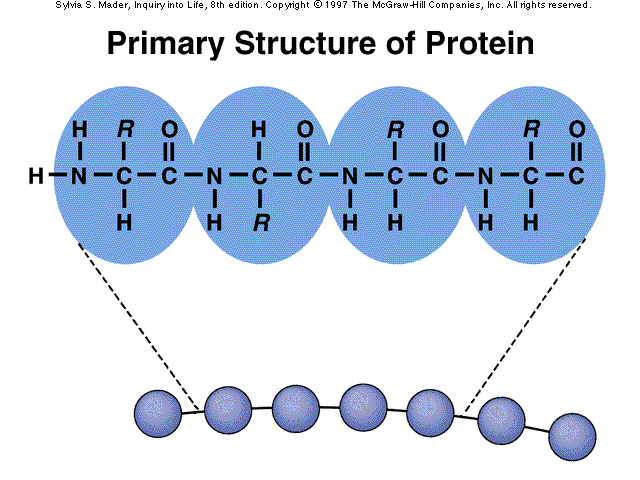 Sylvia S. Mader, Inquiry into Life, 8th edition. Copyright © 1997 The McGraw-Hill Companies, Inc. All rights reserved.
Primary Structure of Protein
H R O H O R O R O
H N C C N C C N C C N C C
H H R H H H H